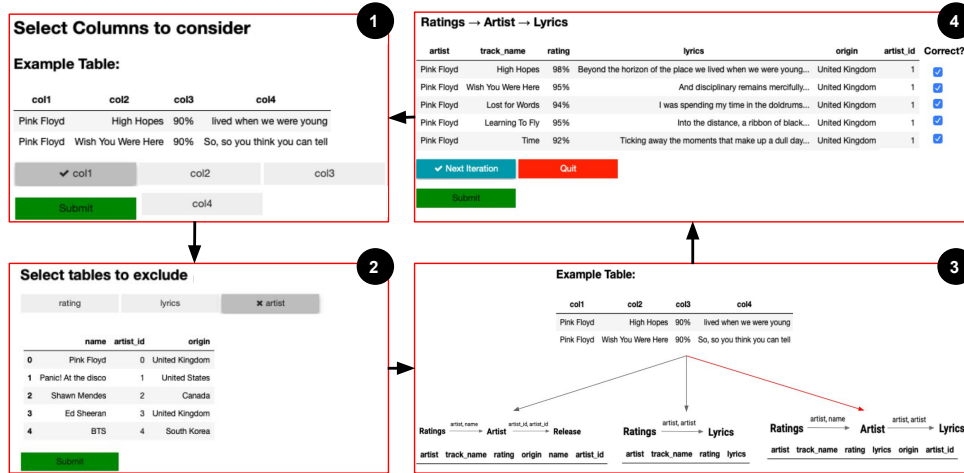 1
Select Columns to consider
Example Table:
col1 col2 col3 col4
Pink Floyd High Hopes 90% lived when we were young
Pink Floyd Wish You Were Here 90% So, so you think you can tell
✔ col1 col2 col3
Submit col4
2
Select tables to exclude
rating lyrics ✖ artist
name artist_id origin
0 Pink Floyd 0 United Kingdom
1 Panic! At the disco 1 United States
2 Shawn Mendes 2 Canada
3 Ed Sheeran 3 United Kingdom
4 BTS 4 South Korea
Submit
3
Example Table:
col1 col2 col3 col4
Pink Floyd High Hopes 90% lived when we were young
Pink Floyd Wish You Were Here 90% So, so you think you can tell
artist, name artist_id, artist_id
Ratings Artist Release
artist track_name rating origin name artist_id
artist, artist
Ratings Lyrics
artist track_name rating lyrics
artist, name artist, artist
Ratings Artist Lyrics
artist track_name rating lyrics origin artist_id
4
Ratings → Artist → Lyrics
artist track_name rating lyrics origin artist_id Correct?
Pink Floyd High Hopes 98% Beyond the horizon of the place we lived when we were young... United Kingdom 1
Pink Floyd Wish You Were Here 95% And disciplinary remains mercifully... United Kingdom 1
Pink Floyd Lost for Words 94% I was spending my time in the doldrums... United Kingdom 1
Pink Floyd Learning To Fly 95% Into the distance, a ribbon of black... United Kingdom 1
Pink Floyd Time 92% Ticking away the moments that make up a dull day... United Kingdom 1
✔ Next Iteration Quit
Submit